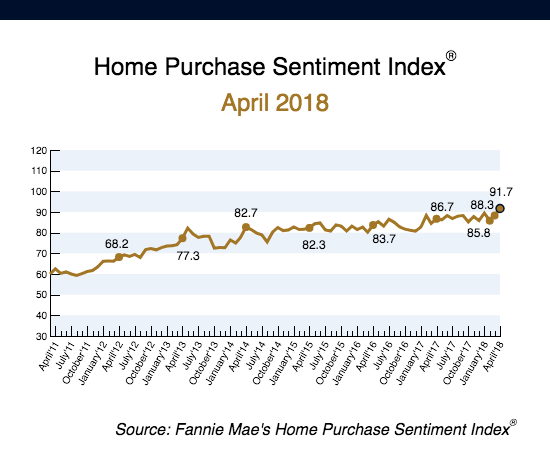 Home Purchase Sentiment Index®
April 2018
120
110
100
90
80
70
60
50
40
30
68.2
77.3
82.7
82.3
83.7
86.7
88.3
85.8
91.7
April'11
July'11
October'11
January'12
April'12
July'12
October'12
January'13
April'13
July'13
October'13
January'14
April'14
July'14
October'14
January'15
April'15
July'15
October'15
January'16
April'16
July'16
October'16
January'17
April'17
July'17
October'17
January'18
April'18
Source: Fannie Mae's Home Purchase Sentiment Index®